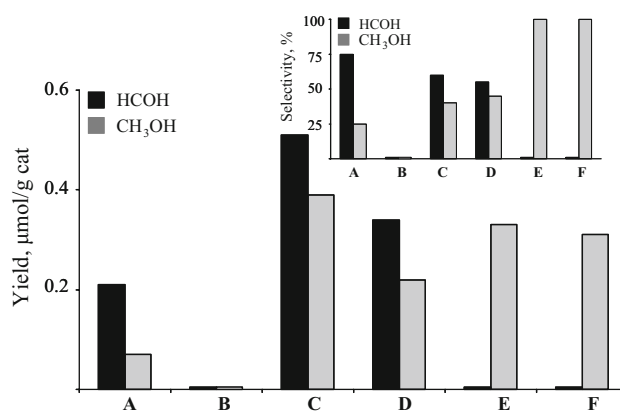 100
HCOH
CH₃OH
75
50
25
Selectivity, %
A B C D E F
0.6
HCOH
CH₃OH
0.4
0.2
Yield, μmol/g cat
A B C D E F